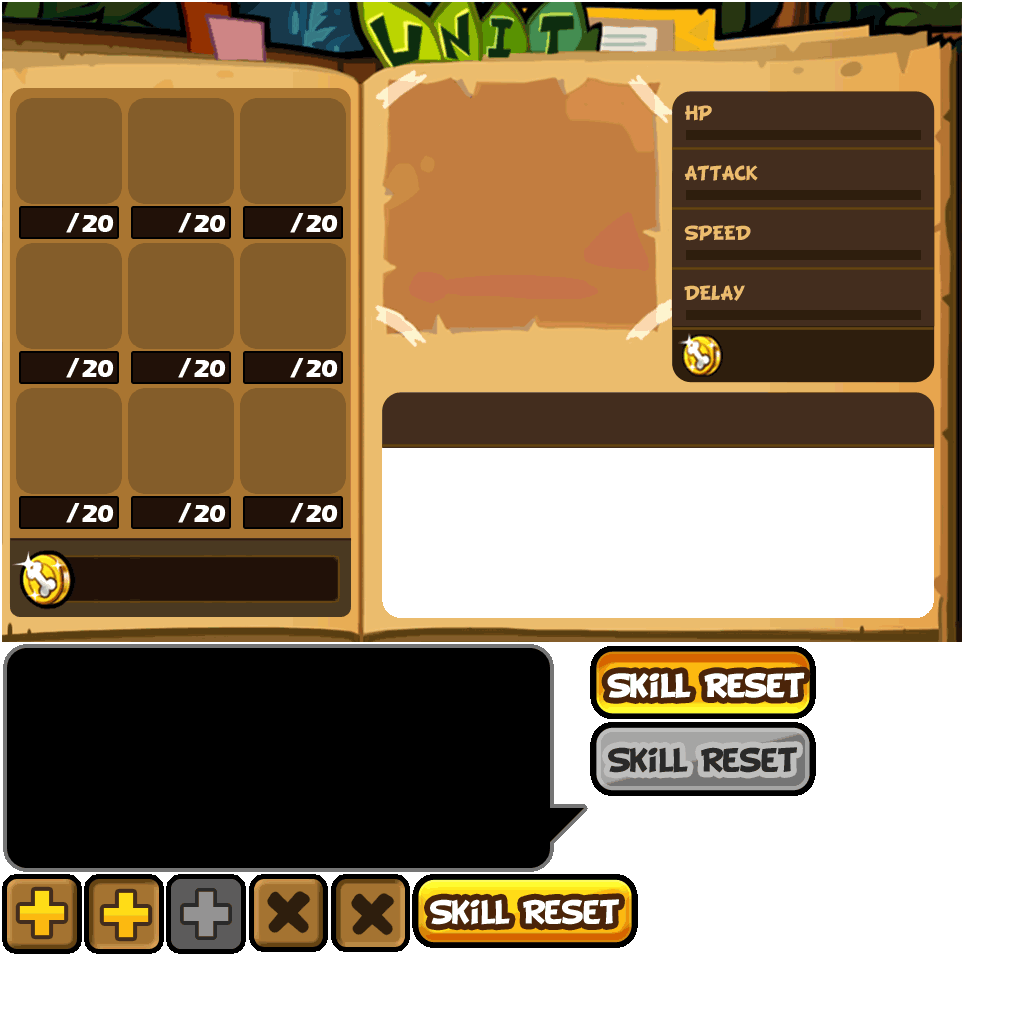 UNIT
HP
ATTACK
SPEED
DELAY
/20 /20 /20
/20 /20 /20
/20 /20 /20
SKILL RESET
SKILL RESET
SKILL RESET